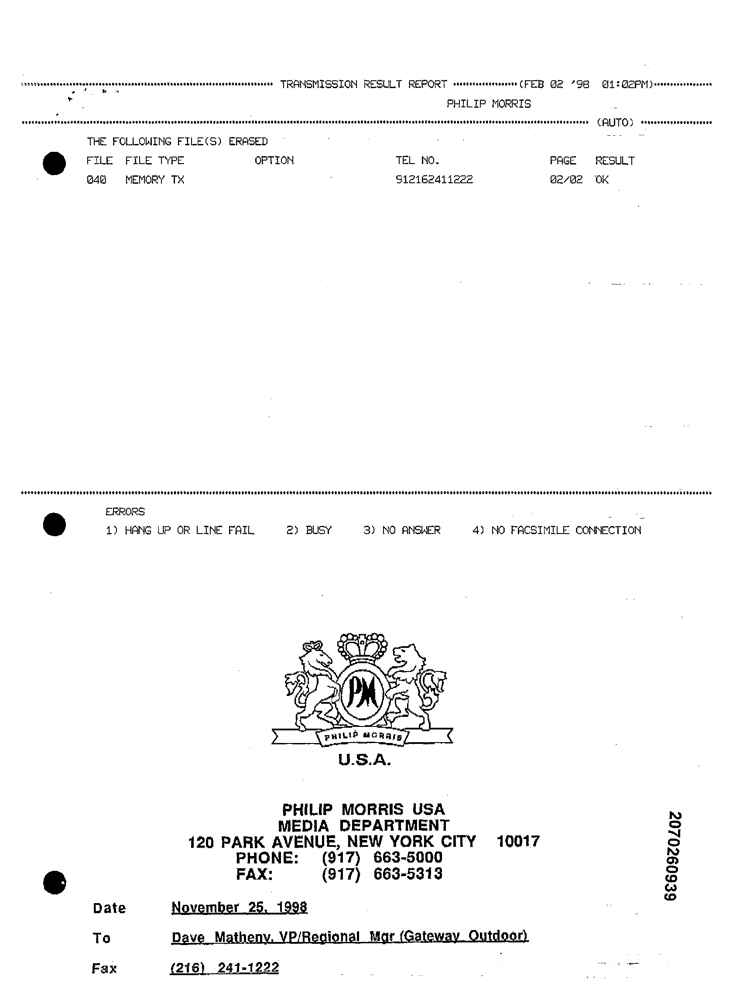 TRANSMISSION RESULT REPORT (FEB 02 '98 01:02PM)
PHILIP MORRIS
(AUTO)
THE FOLLOWING FILE(S) ERASED
FILE FILE TYPE OPTION TEL NO. PAGE RESULT
040 MEMORY TX 912162411222 02/02 OK
ERRORS
1) HANG UP OR LINE FAIL 2) BUSY 3) NO ANSWER 4) NO FACSIMILE CONNECTION
PM
PHILIP MORRIS
U.S.A.
PHILIP MORRIS USA
MEDIA DEPARTMENT
120 PARK AVENUE, NEW YORK CITY 10017
PHONE: (917) 663-5000
FAX: (917) 663-5313
2070260939
Date November 25, 1998
To Dave Matheny, VP/Regional Mgr (Gateway Outdoor)
Fax (216) 241-1222